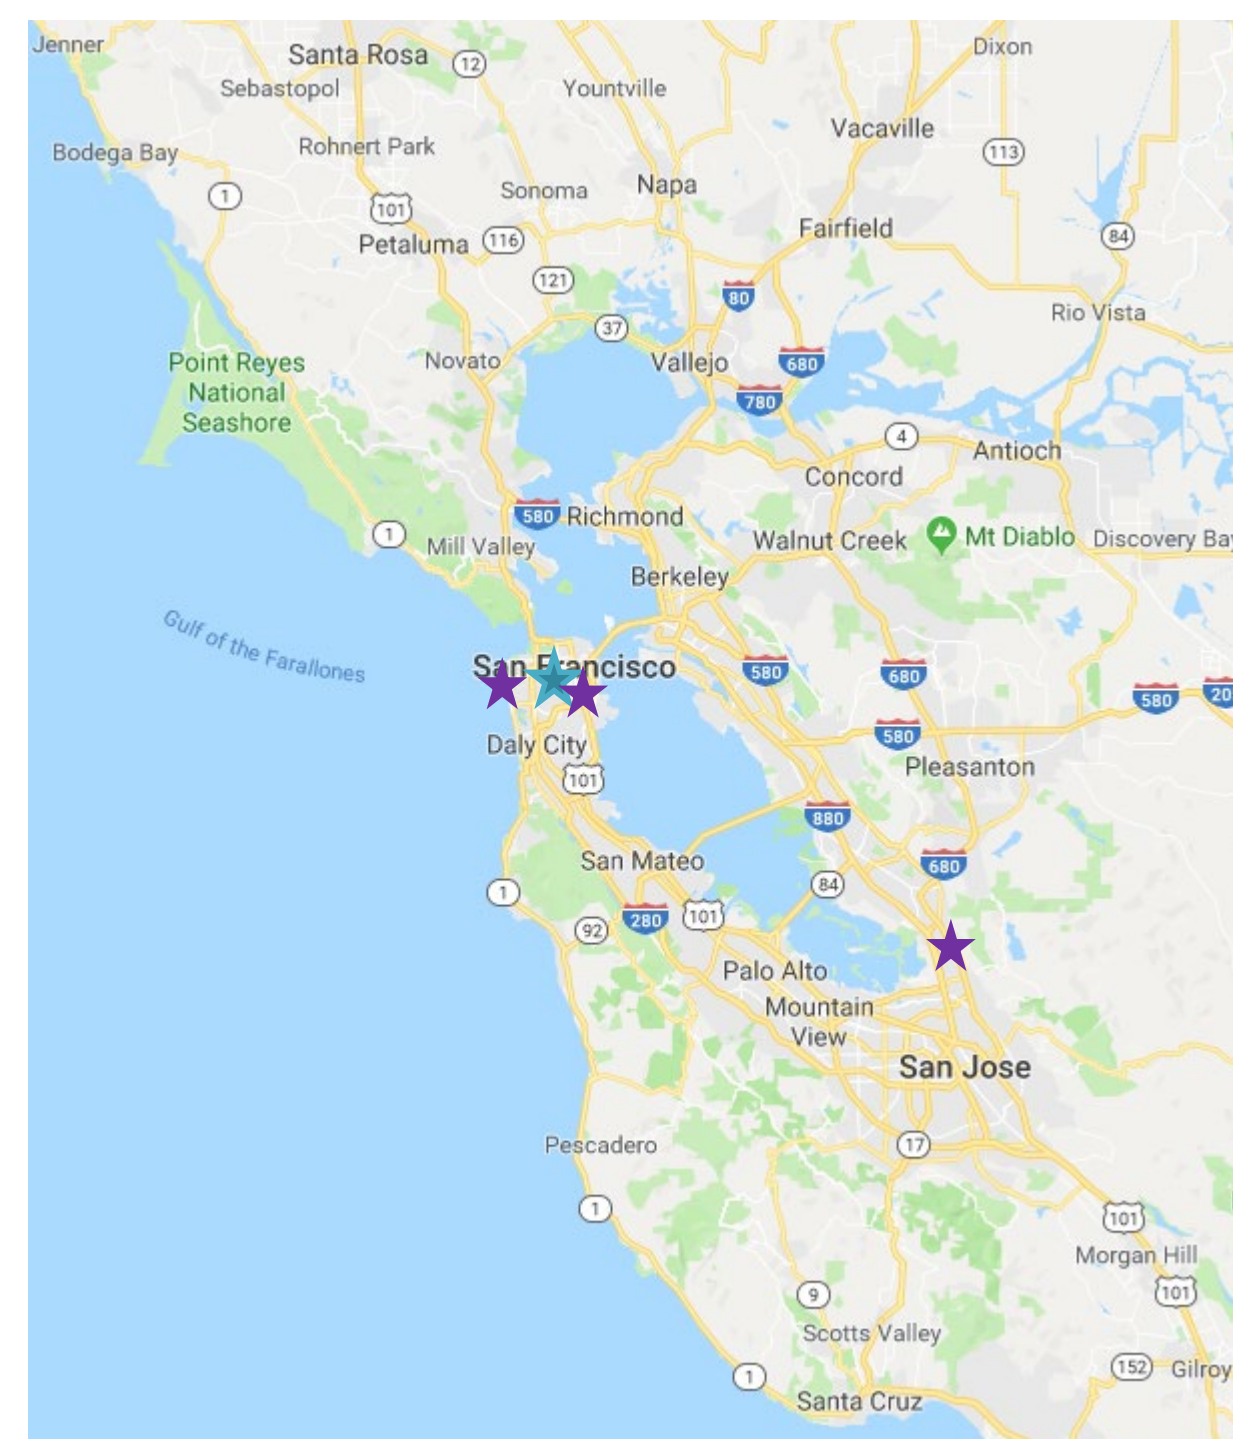 Jenner
Santa Rosa
12
Dixon
Sebastopol
Yountville
Vacaville
Bodega Bay
Rohnert Park
113
1
Sonoma
Napa
101
Petaluma
116
Fairfield
84
121
80
Rio Vista
37
Point Reyes
National
Seashore
Novato
Vallejo
680
780
4
Antioch
Concord
580
Richmond
1
Mill Valley
Walnut Creek
Mt Diablo
Discovery Bay
Berkeley
Gulf of the Farallones
San Francisco
580
680
580
20
Daly City
580
Pleasanton
101
880
San Mateo
680
1
84
92
280
101
Palo Alto
Mountain
View
San Jose
Pescadero
17
1
101
Morgan Hill
9
101
Scotts Valley
1
152
Gilroy
Santa Cruz